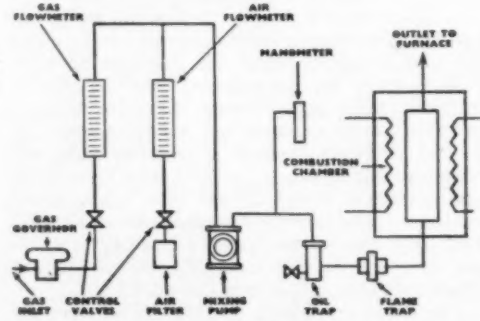 GAS
FLOWMETER
AIR
FLOWMETER
OUTLET TO
FURNACE
MANOMETER
COMBUSTION
CHAMBER
GAS
GOVERNOR
GAS
INLET
CONTROL
VALVES
AIR
FILTER
MIXING
PUMP
OIL
TRAP
FLAME
TRAP